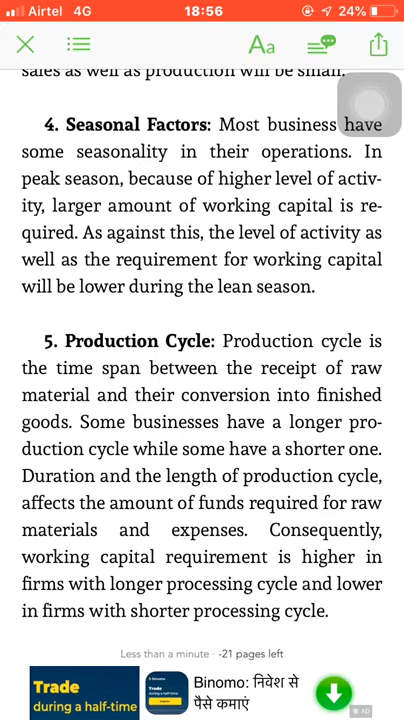 Airtel 4G 18:56 24%
Aa
sales as well as production will be small.
4. Seasonal Factors: Most business have
some seasonality in their operations. In
peak season, because of higher level of activ-
ity, larger amount of working capital is re-
quired. As against this, the level of activity as
well as the requirement for working capital
will be lower during the lean season.
5. Production Cycle: Production cycle is
the time span between the receipt of raw
material and their conversion into finished
goods. Some businesses have a longer pro-
duction cycle while some have a shorter one.
Duration and the length of production cycle,
affects the amount of funds required for raw
materials and expenses. Consequently,
working capital requirement is higher in
firms with longer processing cycle and lower
in firms with shorter processing cycle.
Less than a minute · -21 pages left
Trade
during a half-time
Trade
Binomo: निवेश से
पैसे कमाएं
AD